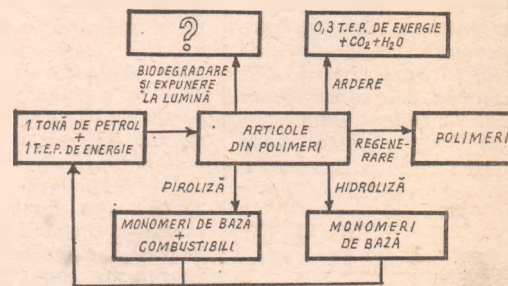 ?
0,3 T.E.P. DE ENERGIE
+CO₂+H₂O
BIODEGRADARE
ȘI EXPUNERE
LA LUMINĂ
ARDERE
1 TONĂ DE PETROL
+
1 T.E.P. DE ENERGIE
ARTICOLE
DIN POLIMERI
REGENE-
RARE
POLIMERI
PIROLIZĂ
HIDROLIZĂ
MONOMERI DE BAZĂ
+
COMBUSTIBILI
MONOMERI
DE BAZĂ